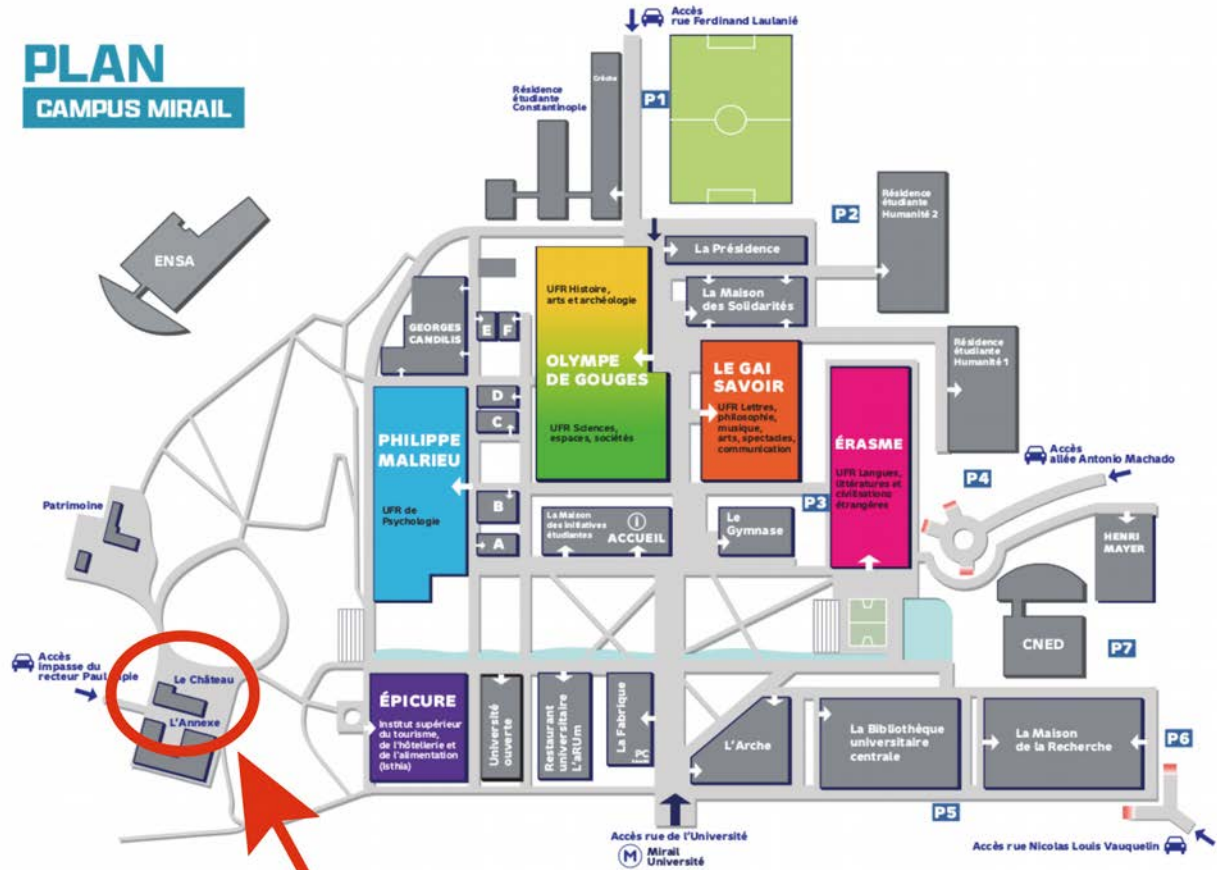 PLAN
CAMPUS MIRAIL
Accès
rue Ferdinand Laulanié
Crèche
Résidence
étudiante
Constantinople
P1
P2
Résidence
étudiante
Humanité 2
ENSA
La Présidence
La Maison
des Solidarités
UFR Histoire,
arts et archéologie
OLYMPE
DE GOUGES
UFR Sciences,
espaces, sociétés
GEORGES
CANDILIS
E
F
D
C
B
A
LE GAI
SAVOIR
UFR Lettres,
philosophie,
musique,
arts, spectacles,
communication
Résidence
étudiante
Humanité 1
ÉRASME
UFR Langues,
littératures et
civilisations
étrangères
PHILIPPE
MALRIEU
UFR de
Psychologie
Accès
allée Antonio Machado
P4
P3
Patrimoine
La Maison
des initiatives
étudiantes
i
ACCUEIL
Le
Gymnase
HENRI
MAYER
CNED
P7
Accès
impasse du
recteur Paul
Le Château
L'Annexe
ÉPICURE
Institut supérieur
du tourisme,
de l'hôtellerie et
de l'alimentation
(Isthia)
Université
ouverte
Restaurant
universitaire
L'aRUm
La Fabrique
PC
L'Arche
La Bibliothèque
universitaire
centrale
La Maison
de la Recherche
P6
P5
Accès rue de l'Université
M Mirail
Université
Accès rue Nicolas Louis Vauquelin